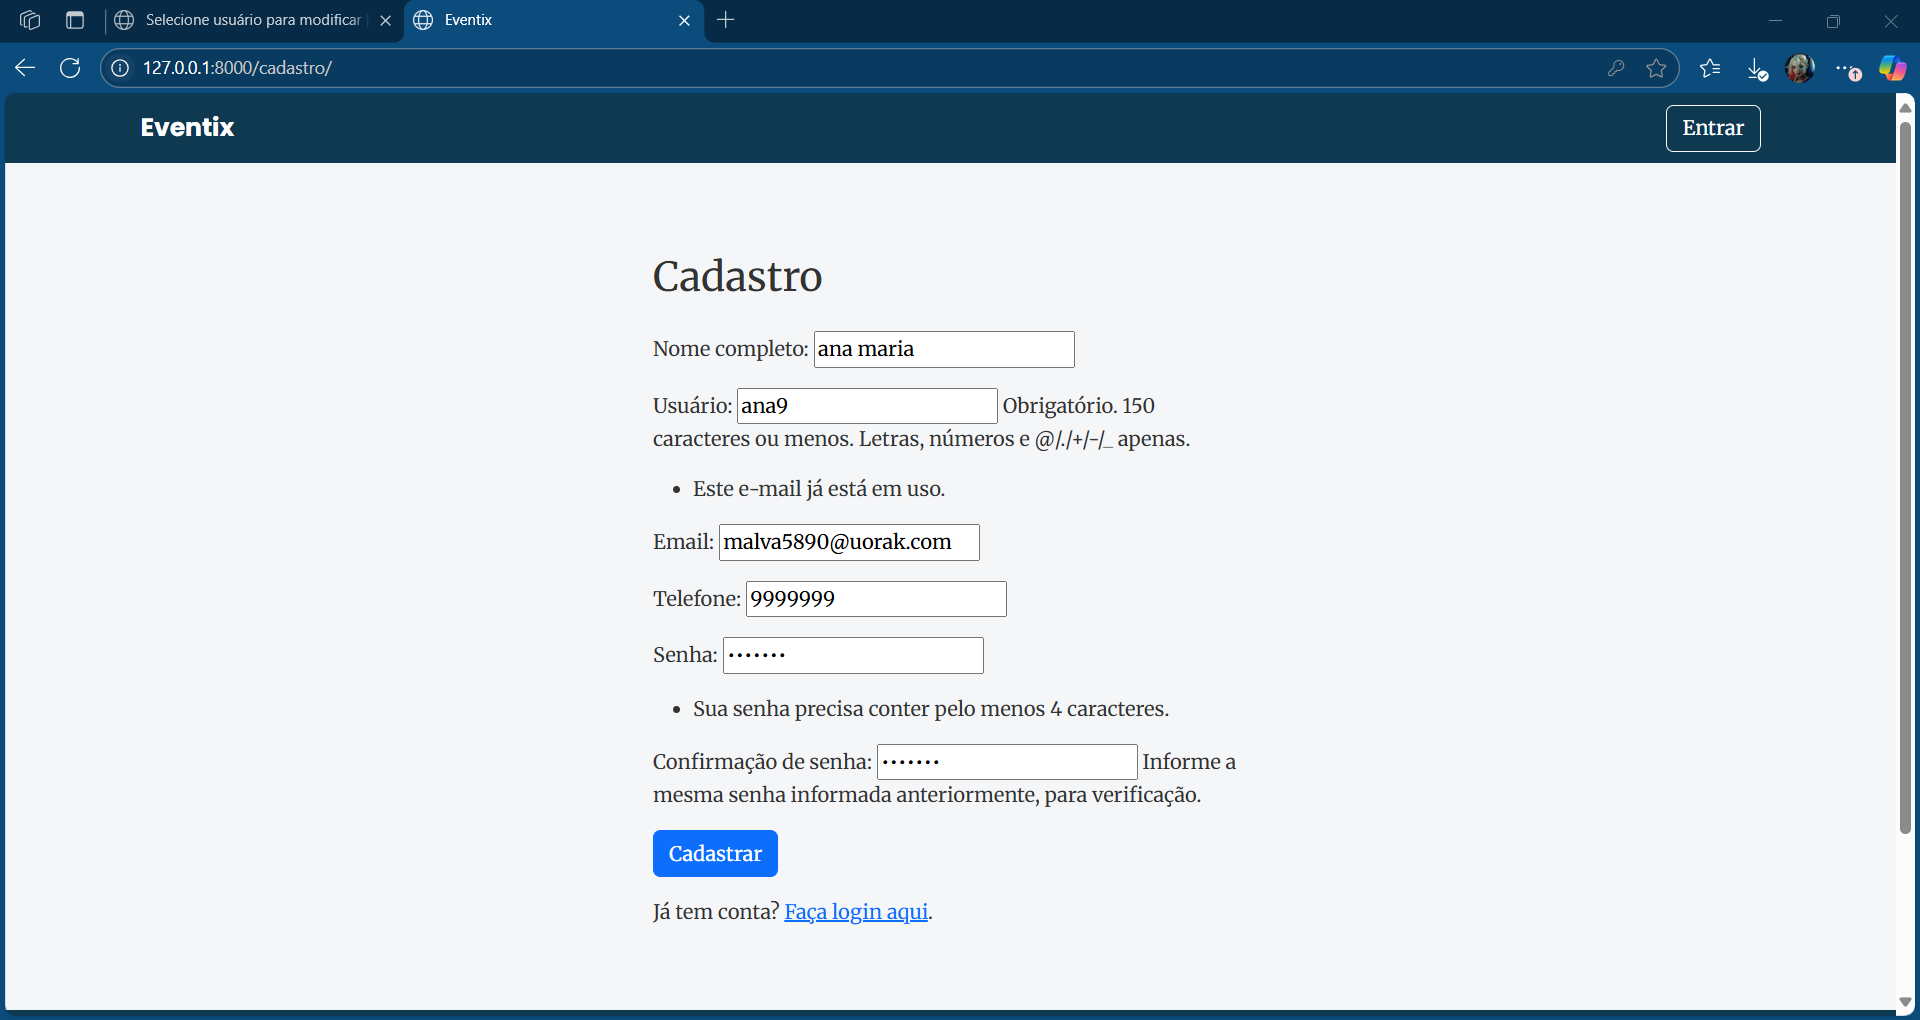 Selecione usuário para modificar
Eventix
127.0.0.1:8000/cadastro/
Eventix
Entrar
Cadastro
Nome completo: ana maria
Usuário: ana9 Obrigatório. 150
caracteres ou menos. Letras, números e @/./+/-/_ apenas.
• Este e-mail já está em uso.
Email: malva5890@uorak.com
Telefone: 9999999
Senha: •••••••
• Sua senha precisa conter pelo menos 4 caracteres.
Confirmação de senha: ••••••• Informe a
mesma senha informada anteriormente, para verificação.
Cadastrar
Já tem conta? Faça login aqui.